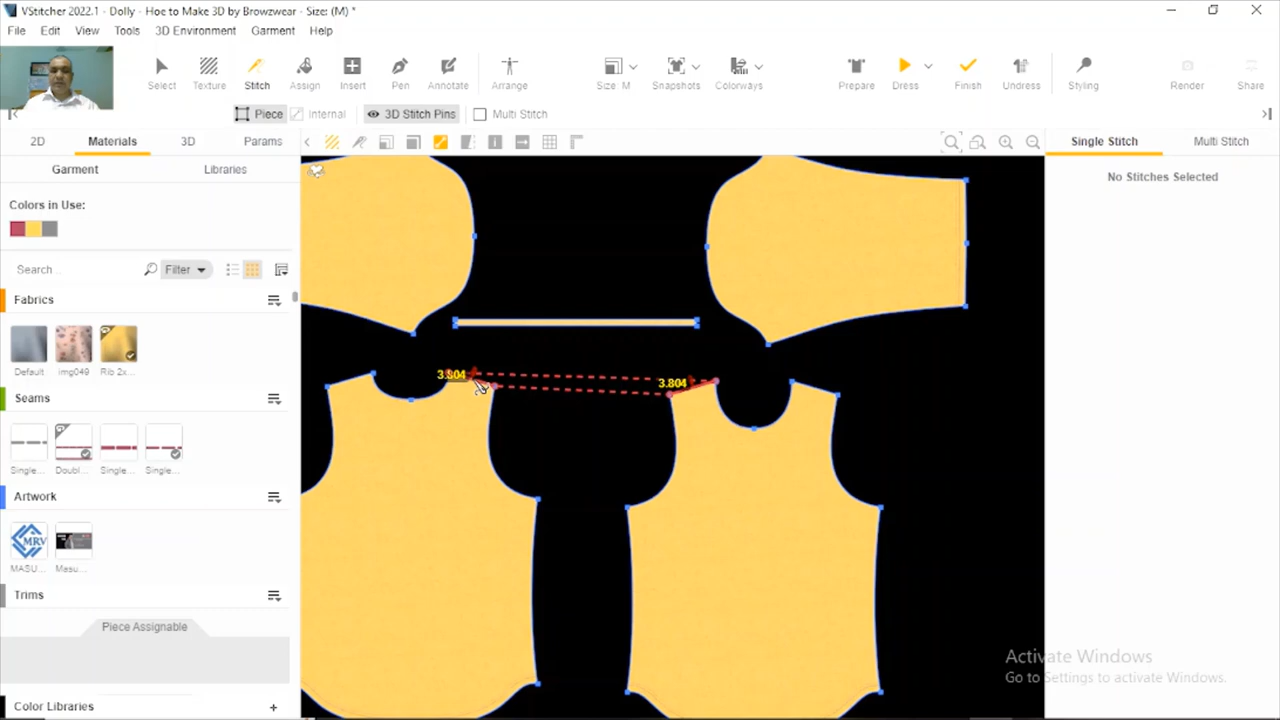 VStitcher 2022.1 - Dolly - Hoe to Make 3D by Browzwear - Size: (M) *
File Edit View Tools 3D Environment Garment Help
Select Texture Stitch Assign Insert Pen Annotate Arrange Size M Snapshots Colorways Prepare Dress Finish Undress Styling Render Share
Piece Internal 3D Stitch Pins Multi Stitch
2D Materials 3D Params
Single Stitch Multi Stitch
Garment Libraries
No Stitches Selected
Colors in Use:
Search... Filter
Fabrics
Default img049 Rib 2x...
3.804 3.804
Seams
Single... Doubl... Single... Single...
Artwork
MRV
MASU... Masu...
Trims
Piece Assignable
Activate Windows
Go to Settings to activate Windows.
Color Libraries +